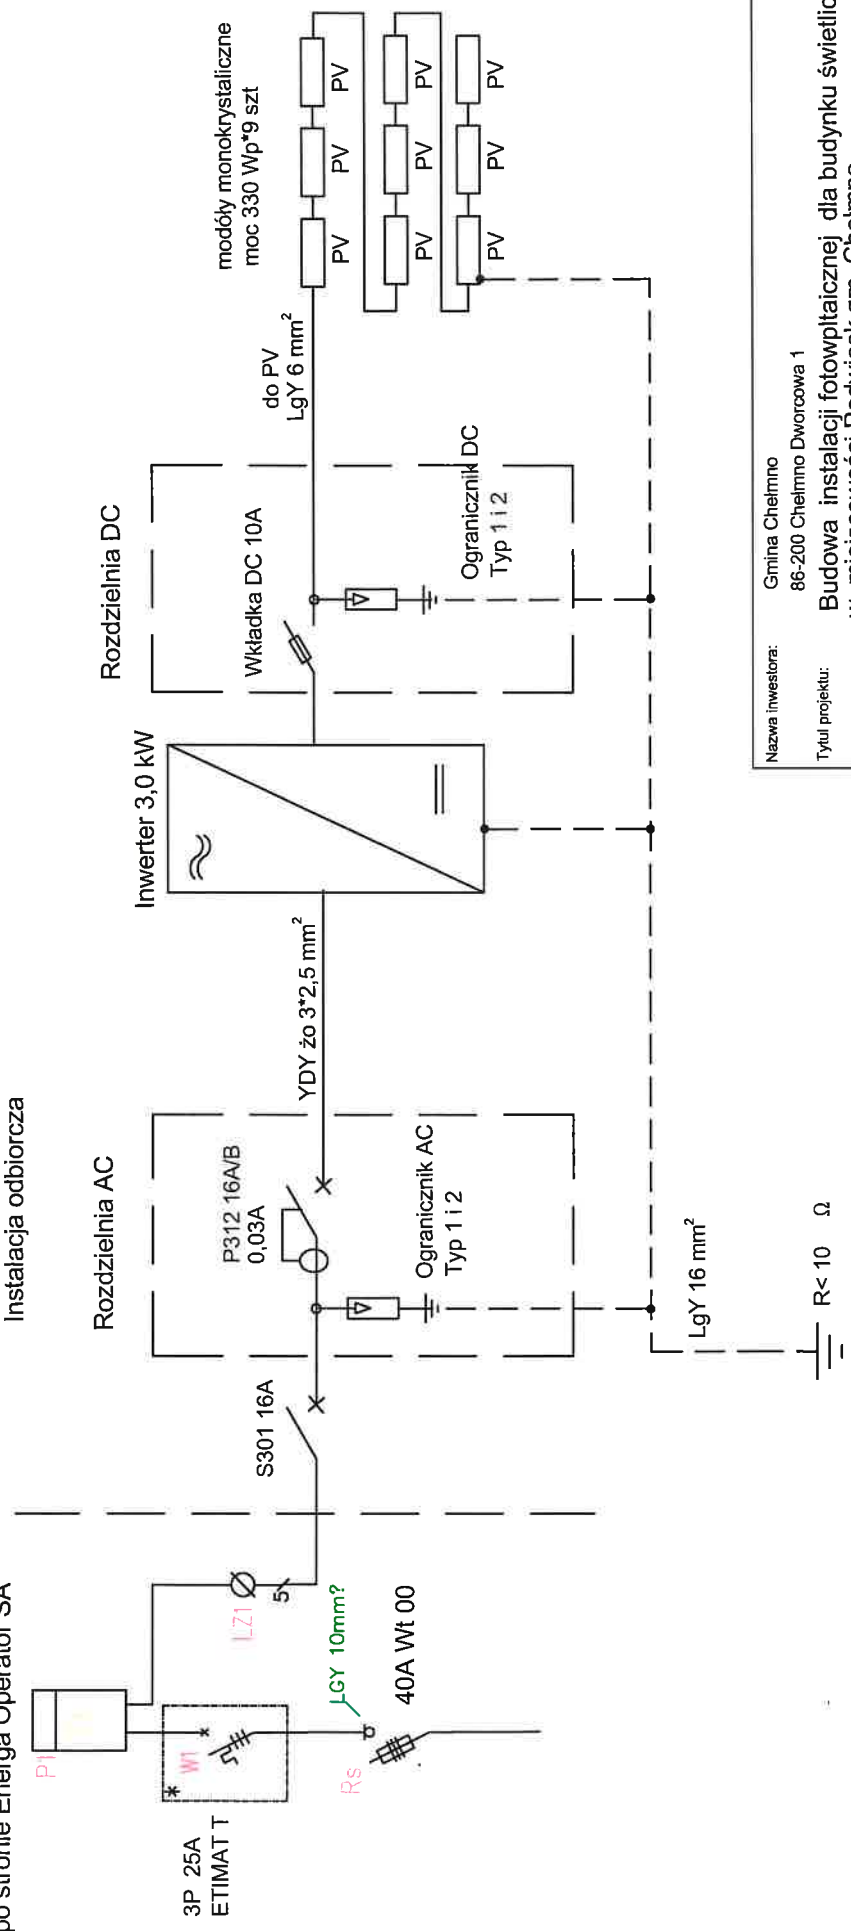 po stronie Energa Operator SA
Instalacja odbiorcza
P1
W1
3P 25A
ETIMAT T
LZ1
5
LGY 10mm?
40A Wt 00
Rs
S301 16A
Rozdzielnia AC
P312 16A/B
0,03A
Ogranicznik AC
Typ 1 i 2
YDY żo 3*2,5 mm²
Inwerter 3,0 kW
Rozdzielnia DC
Wkładka DC 10A
Ogranicznik DC
Typ 1 i 2
do PV
LgY 6 mm²
modóły monokrystaliczne
moc 330 Wp*9 szt
PV
PV
PV
PV
PV
PV
PV
PV
PV
LgY 16 mm²
R< 10 Ω
Nazwa inwestora:
Gmina Chełmno
86-200 Chełmno Dworcowa 1
Tytuł projektu:
Budowa instalacji fotowpltaicznej dla budynku świetlic